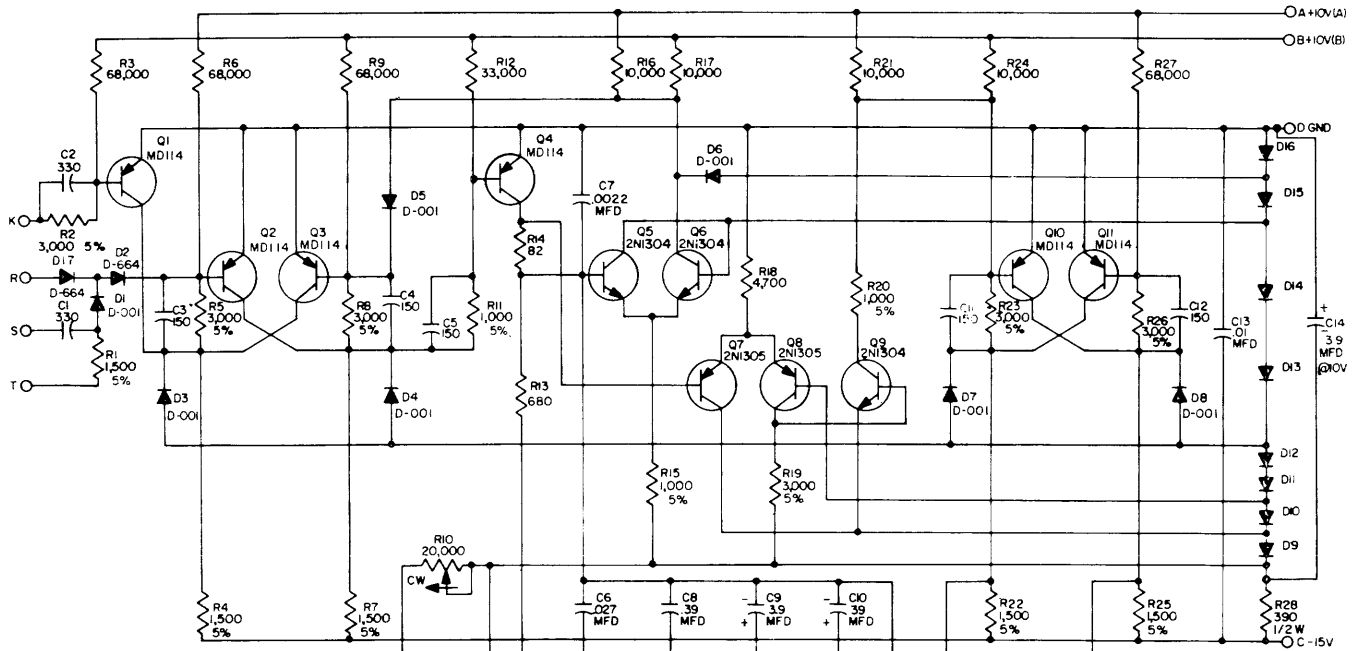 A+10V(A)
B+10V(B)
R3
68,000
R6
68,000
R9
68,000
R12
33,000
R16
10,000
R17
10,000
R21
10,000
R24
10,000
R27
68,000
D GND
C2
330
Q1
MD114
Q4
MD114
D6
D-001
D16
D15
K
R2
3,000 5%
D5
D-001
C7
.0022
MFD
Q2
MD114
Q3
MD114
R14
82
Q5
2N1304
Q6
2N1304
Q10
MD114
Q11
MD114
D17
D-664
D2
D-664
R
D1
D-001
C1
330
S
C3
150
R5
3,000
5%
R8
3,000
5%
C4
150
C5
150
R11
1,000
5%
R18
4,700
R20
1,000
5%
C11
150
R23
3,000
5%
R26
3,000
5%
C12
150
C13
.01
MFD
D14
+
C14
-
3.9
MFD
@10V
R1
1,500
5%
T
Q7
2N1305
Q8
2N1305
Q9
2N1304
D3
D-001
D4
D-001
R13
680
D7
D-001
D8
D-001
D13
D12
D11
D10
D9
R15
1,000
5%
R19
3,000
5%
R10
20,000
CW
R4
1,500
5%
R7
1,500
5%
C6
.027
MFD
C8
.39
MFD
-
C9
3.9
+
MFD
-
C10
39
+
MFD
R22
1,500
5%
R25
1,500
5%
R28
390
1/2 W
C-15V